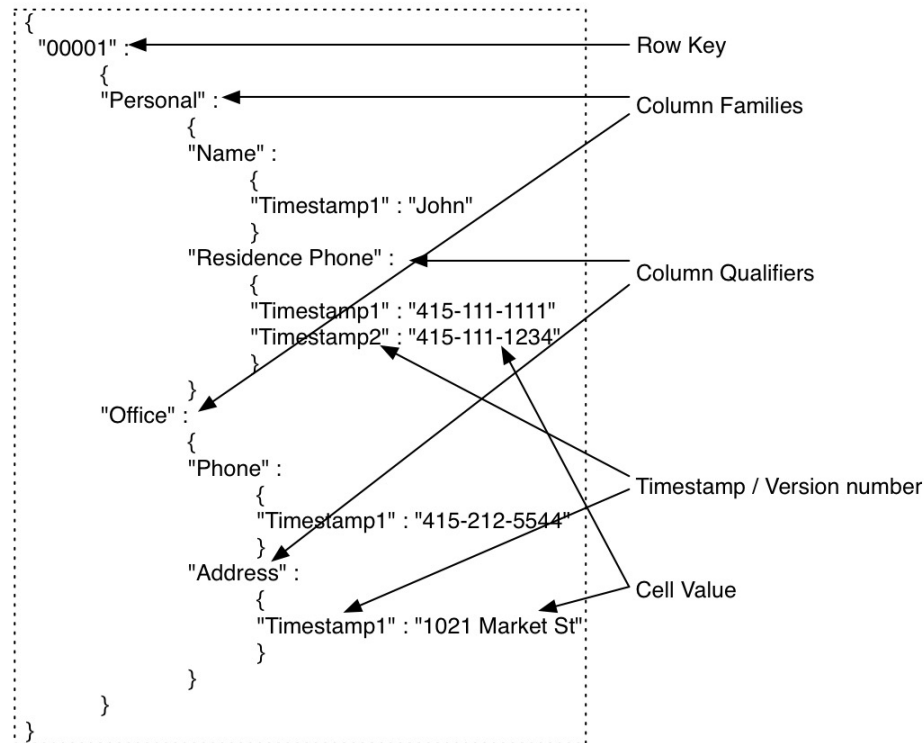 {
"00001" :
Row Key
{
"Personal" :
Column Families
{
"Name" :
{
"Timestamp1" : "John"
}
"Residence Phone" :
Column Qualifiers
{
"Timestamp1" : "415-111-1111"
"Timestamp2" : "415-111-1234"
}
}
"Office" :
{
"Phone" :
Timestamp / Version number
{
"Timestamp1" : "415-212-5544"
}
"Address" :
Cell Value
{
"Timestamp1" : "1021 Market St"
}
}
}
}